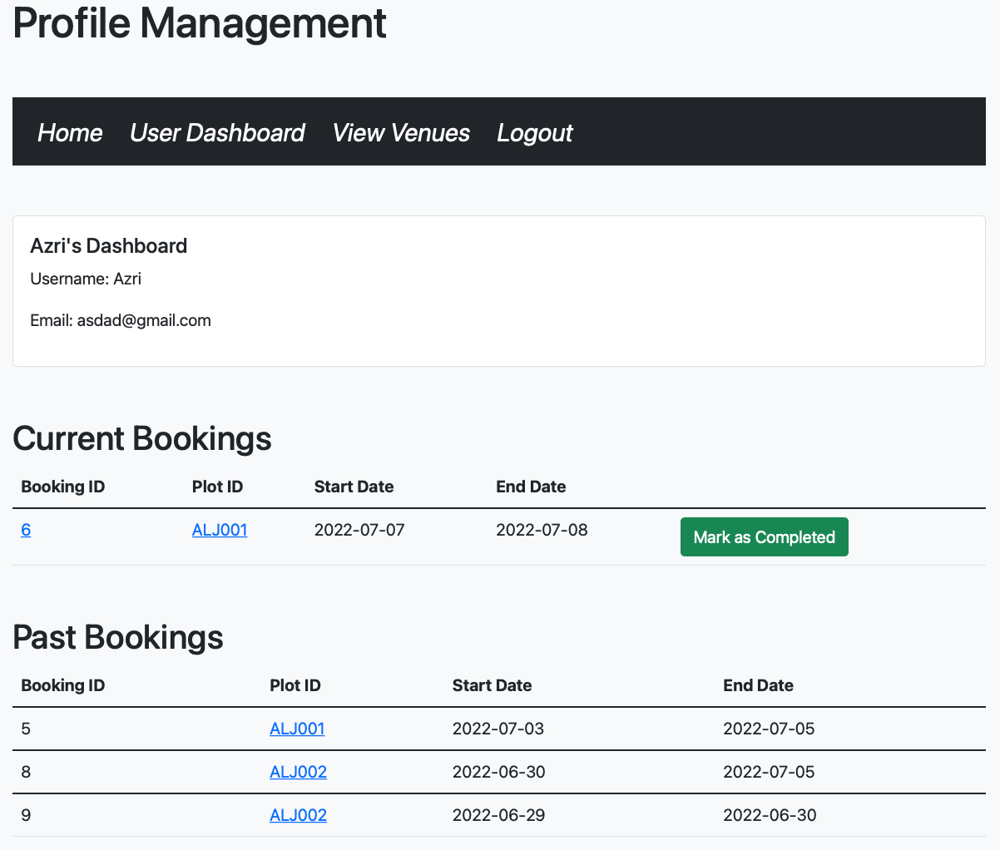 Profile Management
Home User Dashboard View Venues Logout
Azri's Dashboard
Username: Azri
Email: asdad@gmail.com
Current Bookings
Booking ID Plot ID Start Date End Date
6 ALJ001 2022-07-07 2022-07-08 Mark as Completed
Past Bookings
Booking ID Plot ID Start Date End Date
5 ALJ001 2022-07-03 2022-07-05
8 ALJ002 2022-06-30 2022-07-05
9 ALJ002 2022-06-29 2022-06-30